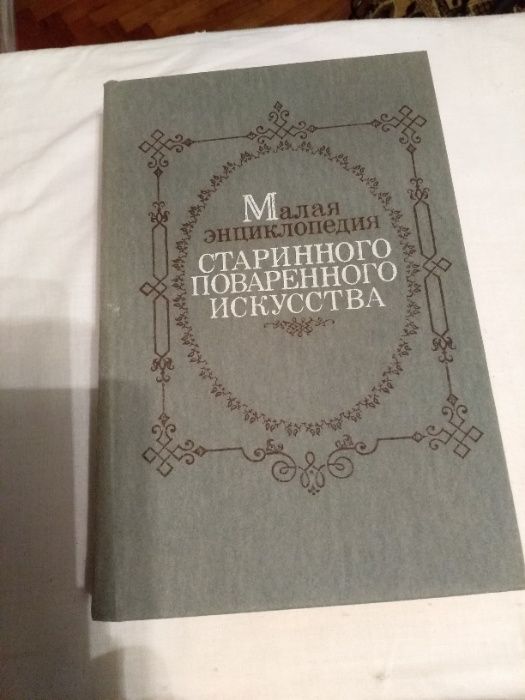 Малая
энциклопедия
СТАРИННОГО
ПОВАРЕННОГО
ИСКУССТВА